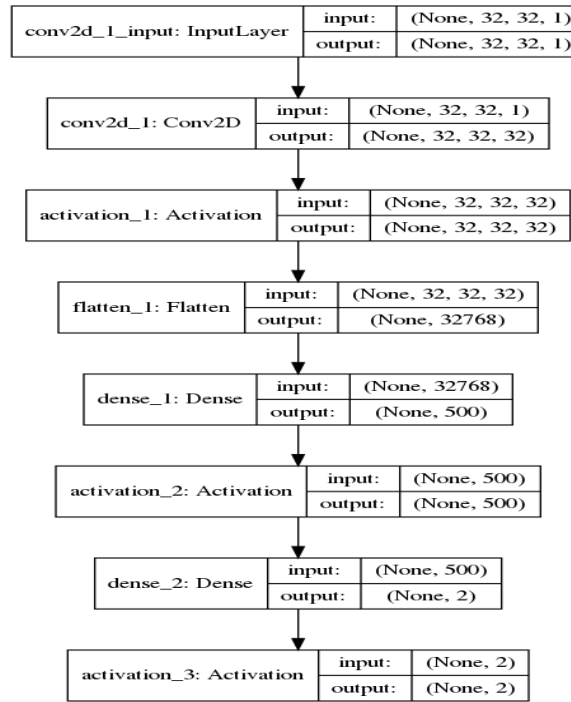 conv2d_1_input: InputLayer
input: (None, 32, 32, 1)
output: (None, 32, 32, 1)
conv2d_1: Conv2D
input: (None, 32, 32, 1)
output: (None, 32, 32, 32)
activation_1: Activation
input: (None, 32, 32, 32)
output: (None, 32, 32, 32)
flatten_1: Flatten
input: (None, 32, 32, 32)
output: (None, 32768)
dense_1: Dense
input: (None, 32768)
output: (None, 500)
activation_2: Activation
input: (None, 500)
output: (None, 500)
dense_2: Dense
input: (None, 500)
output: (None, 2)
activation_3: Activation
input: (None, 2)
output: (None, 2)